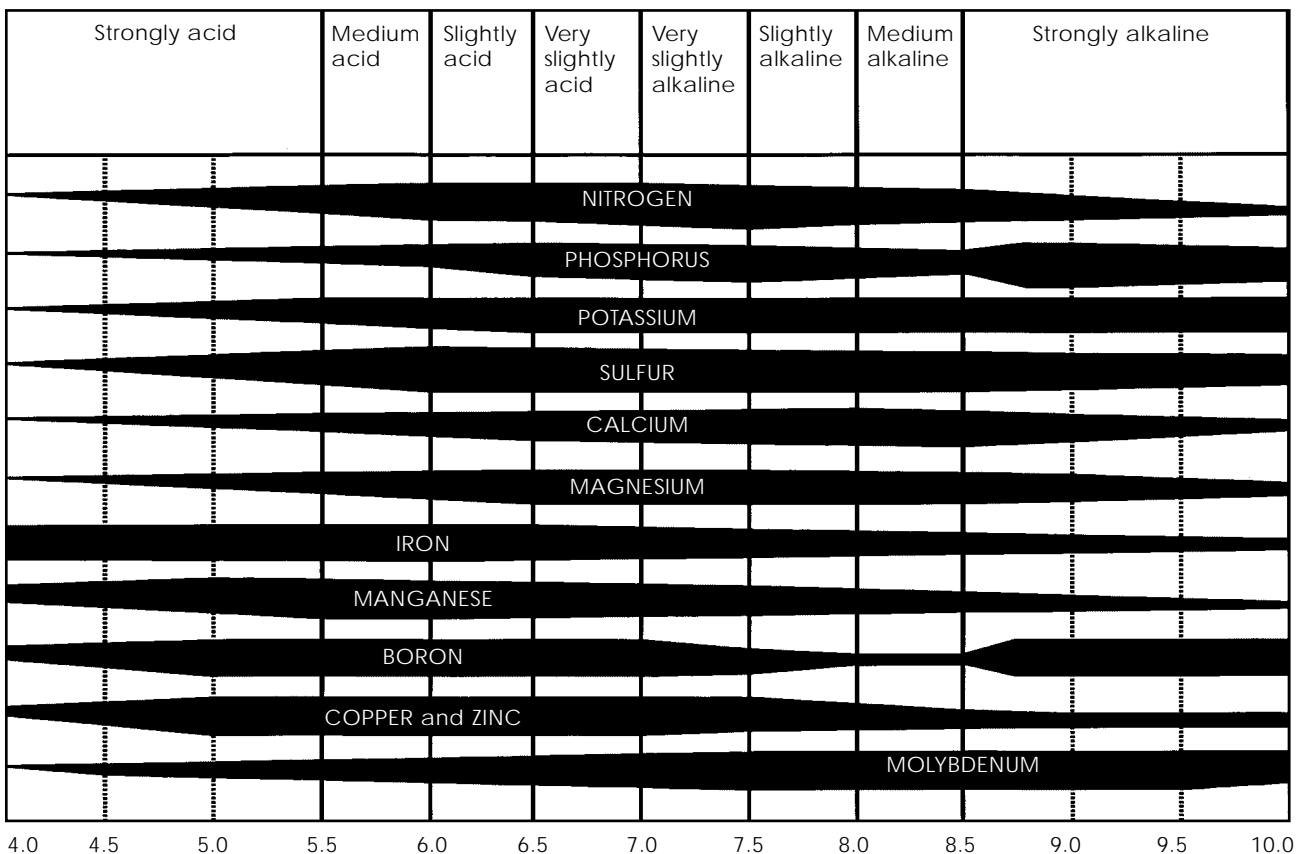 Strongly acid
Medium
acid
Slightly
acid
Very
slightly
acid
Very
slightly
alkaline
Slightly
alkaline
Medium
alkaline
Strongly alkaline
NITROGEN
PHOSPHORUS
POTASSIUM
SULFUR
CALCIUM
MAGNESIUM
IRON
MANGANESE
BORON
COPPER and ZINC
MOLYBDENUM
4.0 4.5 5.0 5.5 6.0 6.5 7.0 7.5 8.0 8.5 9.0 9.5 10.0